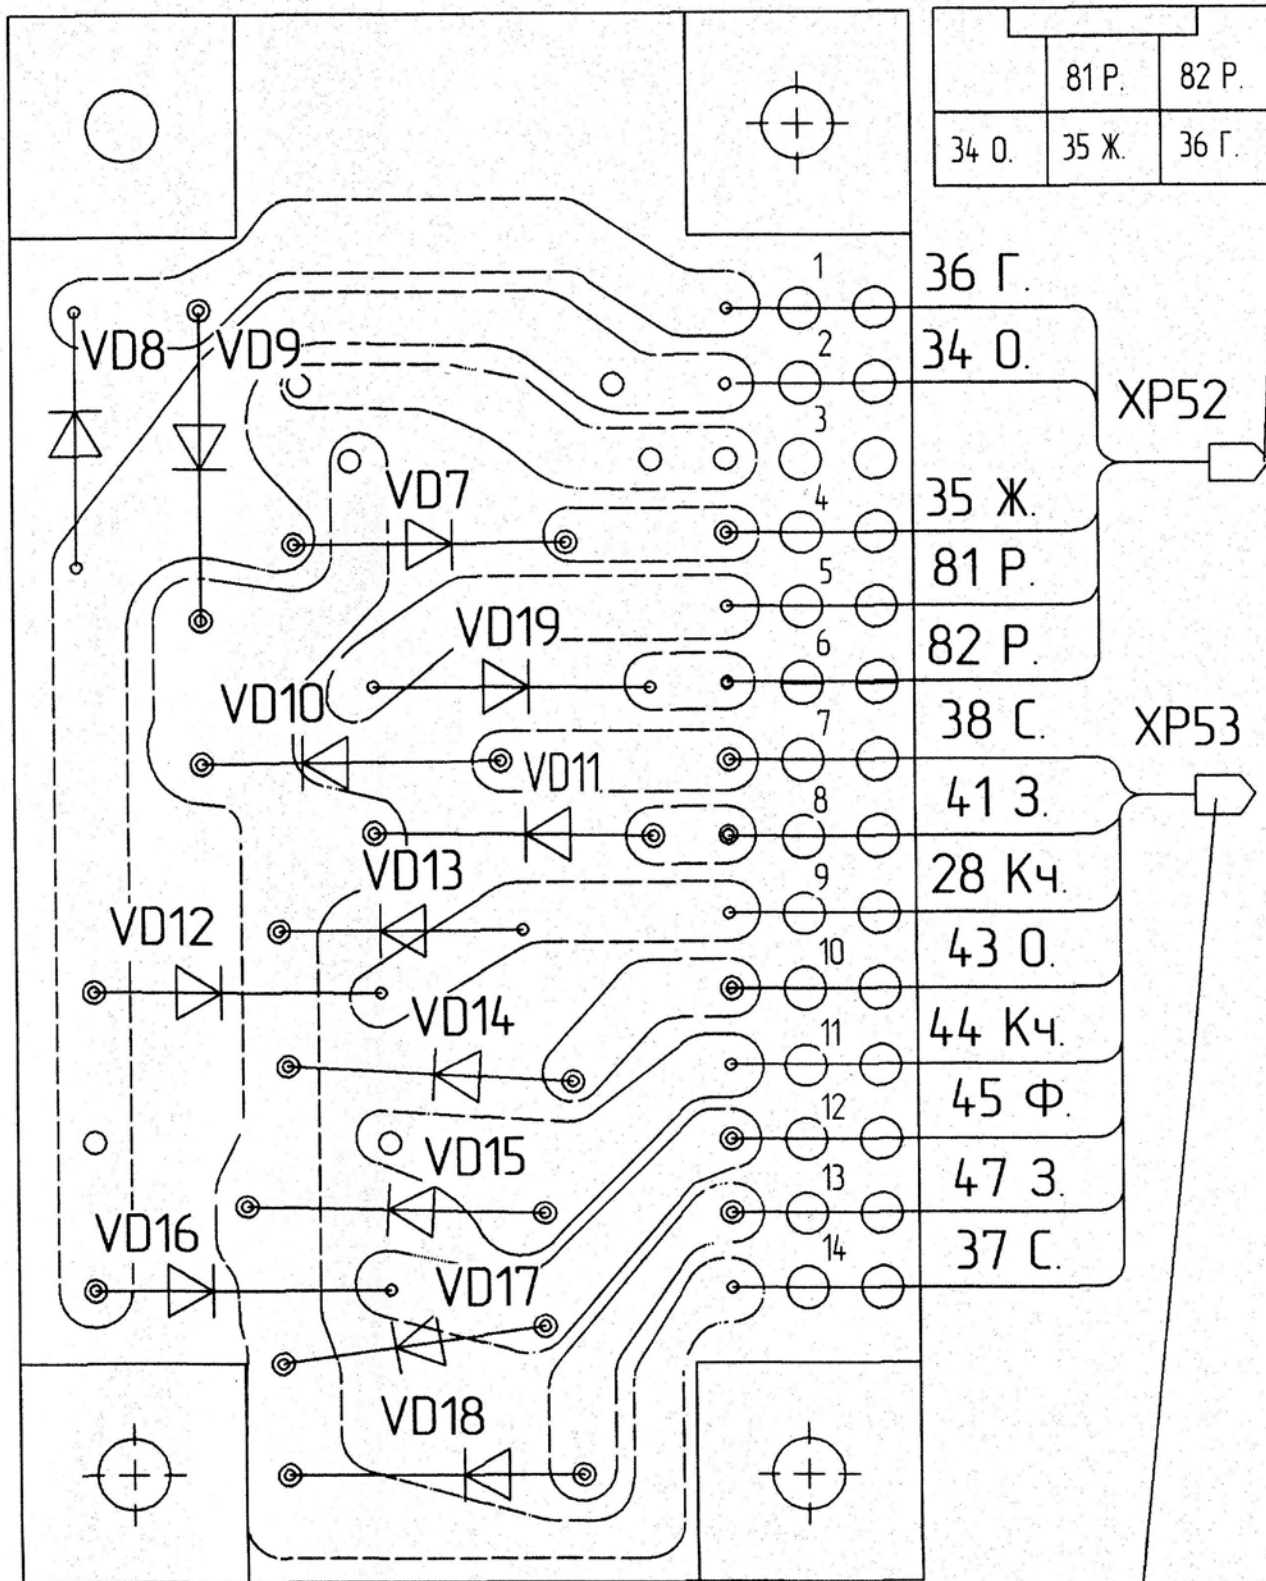 81 Р. 82 Р.
34 О. 35 Ж. 36 Г.
1 36 Г.
VD8 VD9 2 34 О.
3 XP52
VD7 4 35 Ж.
5 81 Р.
VD19 6 82 Р.
VD10 7 38 С. XP53
VD11 8 41 З.
VD13 9 28 Кч.
VD12 10 43 О.
VD14 11 44 Кч.
12 45 Ф.
VD15 13 47 З.
VD16 14 37 С.
VD17
VD18